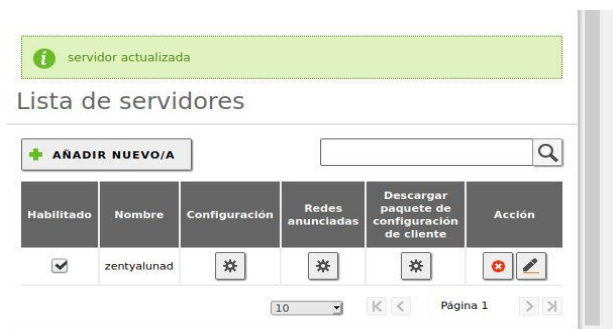 servidor actualizada
Lista de servidores
AÑADIR NUEVO/A
Habilitado Nombre Configuración Redes anunciadas Descargar paquete de configuración de cliente Acción
zentyalunad
10 Página 1